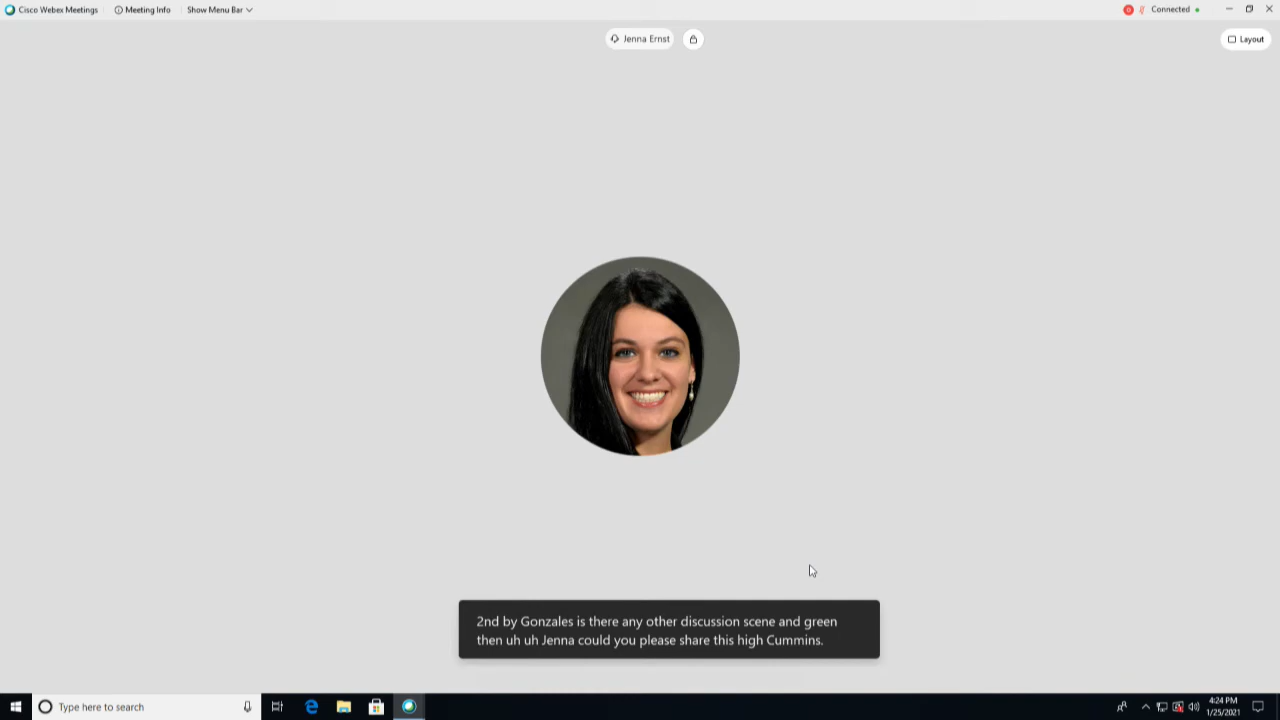 Cisco Webex Meetings Meeting Info Show Menu Bar Connected
Jenna Ernst Layout
2nd by Gonzales is there any other discussion scene and green
then uh uh Jenna could you please share this high Cummins.
Type here to search
4:24 PM
1/25/2021